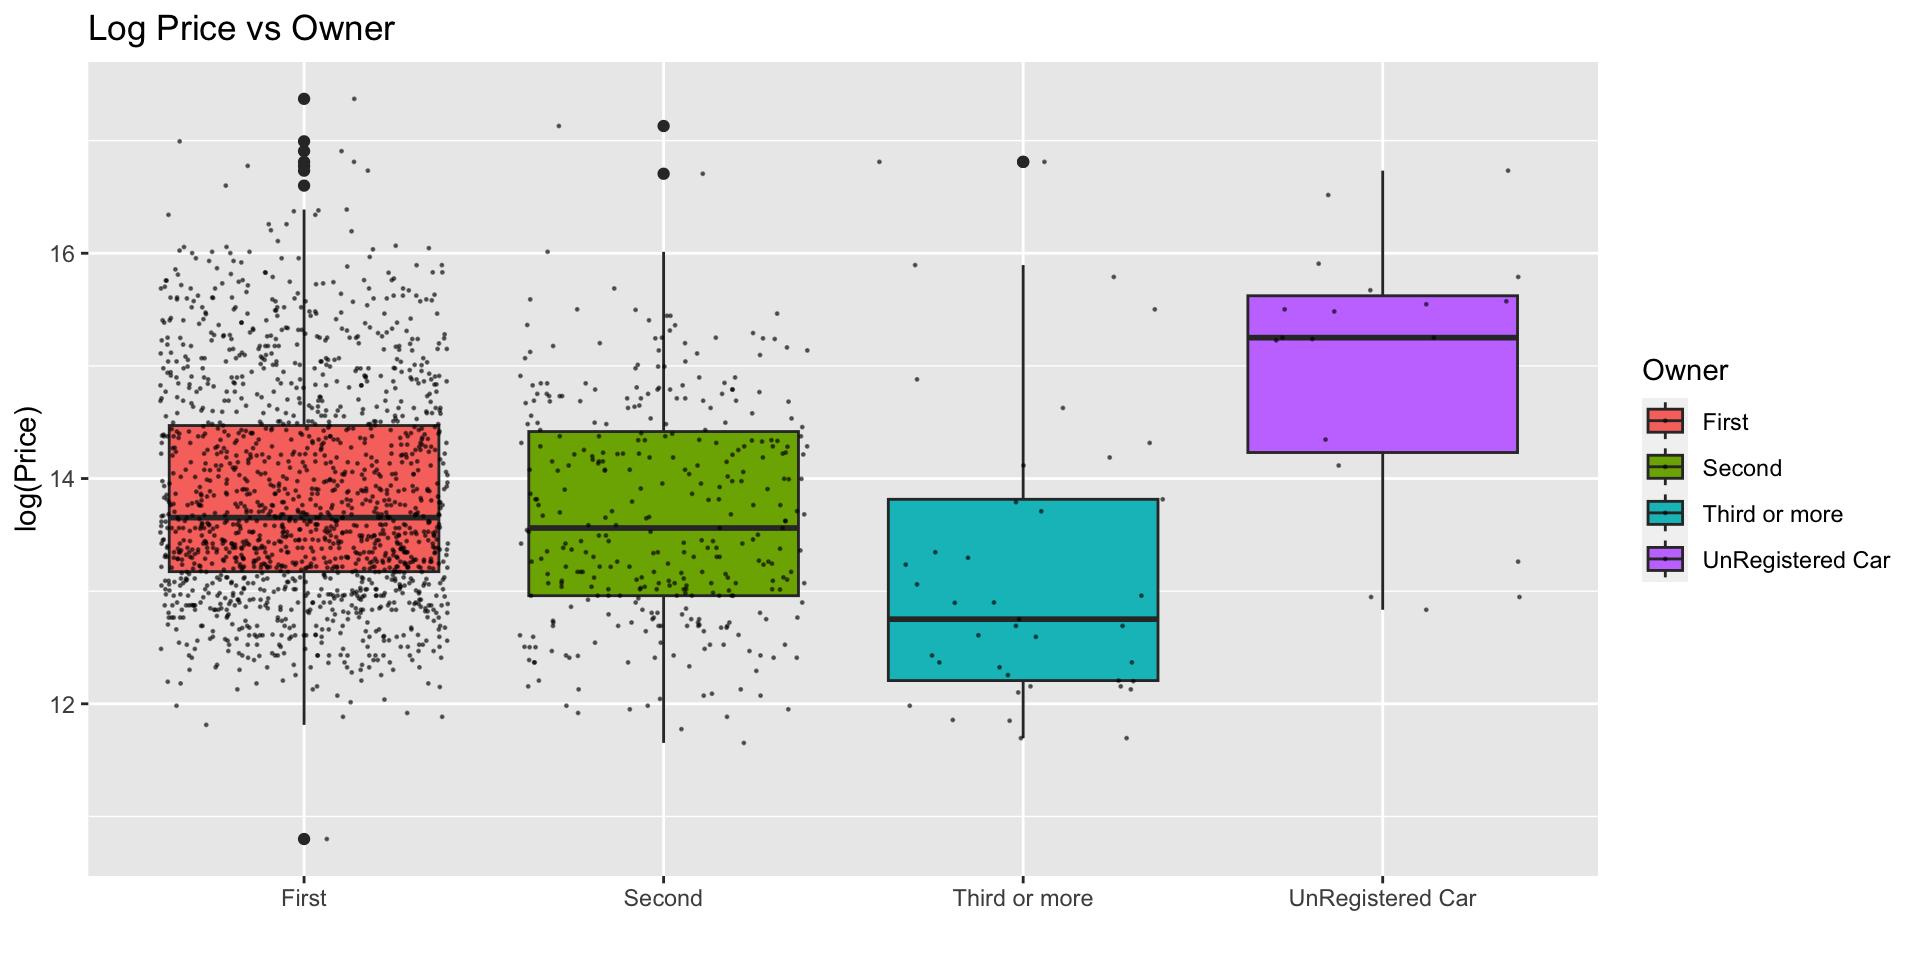 Log Price vs Owner
log(Price)
16
14
12
First
Second
Third or more
UnRegistered Car
Owner
First
Second
Third or more
UnRegistered Car